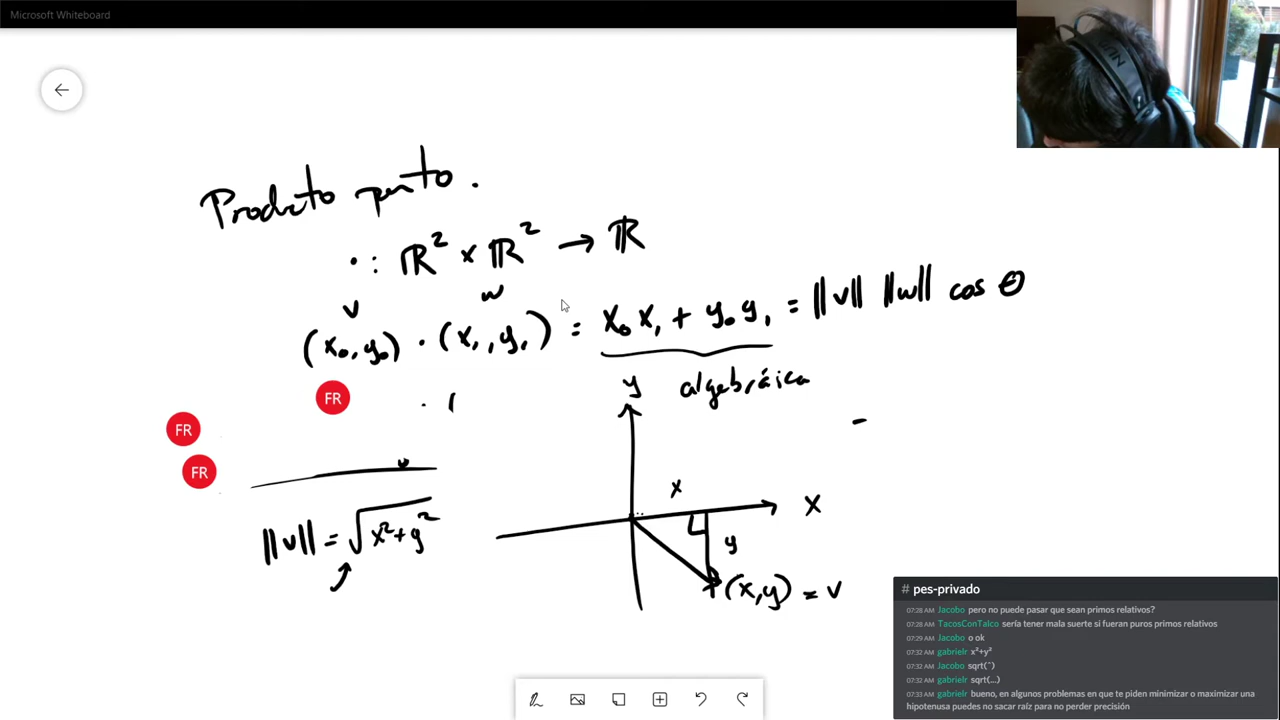 Microsoft Whiteboard
Producto punto.
· : ℝ² × ℝ² → ℝ
v w
(x₀, y₀) · (x₁, y₁) = x₀ x₁ + y₀ y₁ = ||v|| ||w|| cos θ
algebráica
FR
· (
FR
FR
-
||v|| = √x²+y²
y
x
X
y
(x,y) = v
# pes-privado
07:28 AM Jacobo pero no puede pasar que sean primos relativos?
07:28 AM TacosConTalco sería tener mala suerte si fueran puros primos relativos
07:29 AM Jacobo o ok
07:32 AM gabrielr x²+y²
07:32 AM Jacobo sqrt(^)
07:32 AM gabrielr sqrt(...)
07:33 AM gabrielr bueno, en algunos problemas en que te piden minimizar o maximizar una
hipotenusa puedes no sacar raíz para no perder precisión